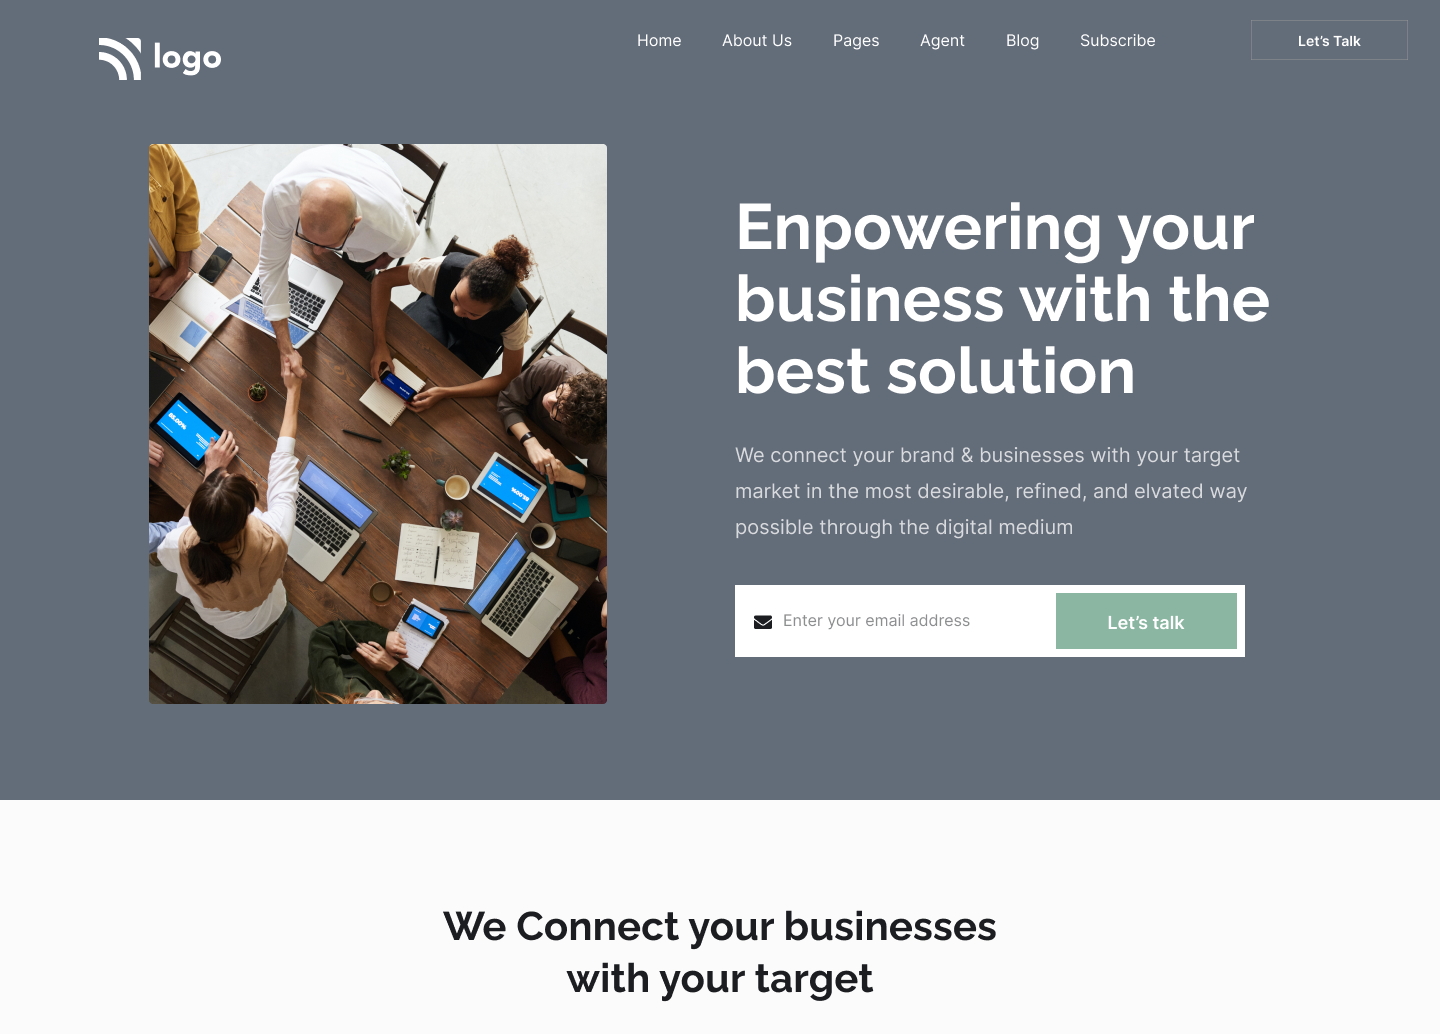 logo
Home About Us Pages Agent Blog Subscribe Let's Talk
Enpowering your
business with the
best solution
We connect your brand & businesses with your target
market in the most desirable, refined, and elvated way
possible through the digital medium
Enter your email address Let's talk
We Connect your businesses
with your target